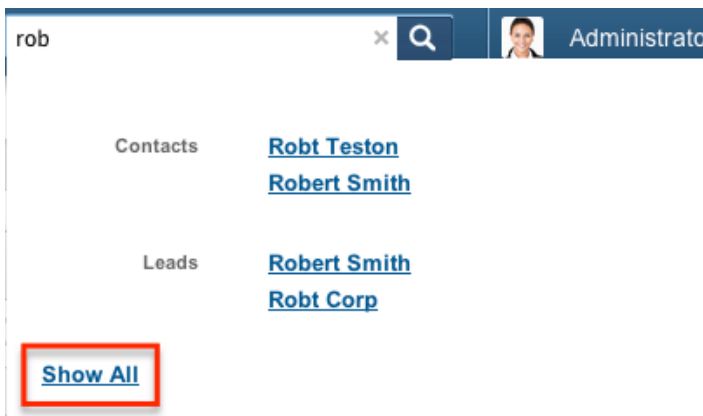 rob
Administrato
Contacts Robt Teston
Robert Smith
Leads Robert Smith
Robt Corp
Show All